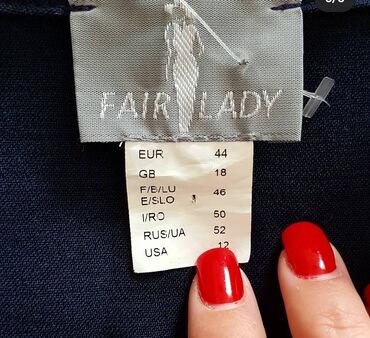 FAIR LADY
EUR 44
GB 18
F/B/LU 46
E/SLO
I/RO 50
RUS/UA 52
USA 12